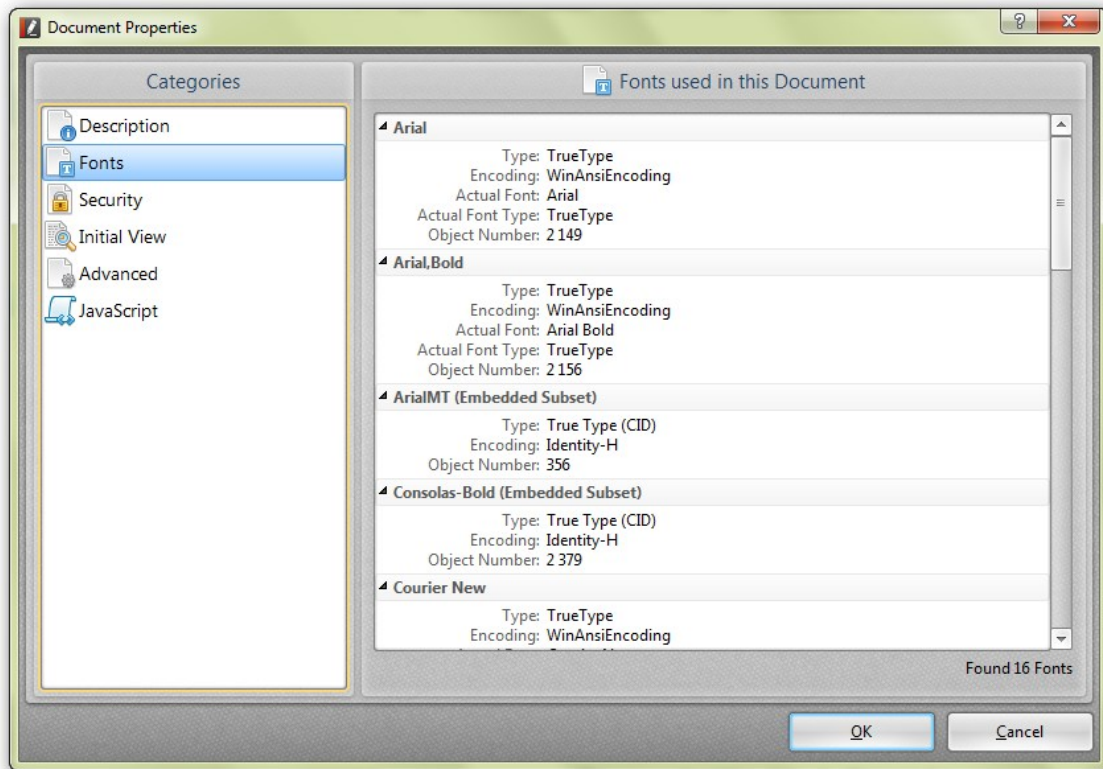 Document Properties
Categories
Description
Fonts
Security
Initial View
Advanced
JavaScript
Fonts used in this Document
Arial
Type: TrueType
Encoding: WinAnsiEncoding
Actual Font: Arial
Actual Font Type: TrueType
Object Number: 2 149
Arial,Bold
Type: TrueType
Encoding: WinAnsiEncoding
Actual Font: Arial Bold
Actual Font Type: TrueType
Object Number: 2 156
ArialMT (Embedded Subset)
Type: True Type (CID)
Encoding: Identity-H
Object Number: 356
Consolas-Bold (Embedded Subset)
Type: True Type (CID)
Encoding: Identity-H
Object Number: 2 379
Courier New
Type: TrueType
Encoding: WinAnsiEncoding
Found 16 Fonts
OK
Cancel